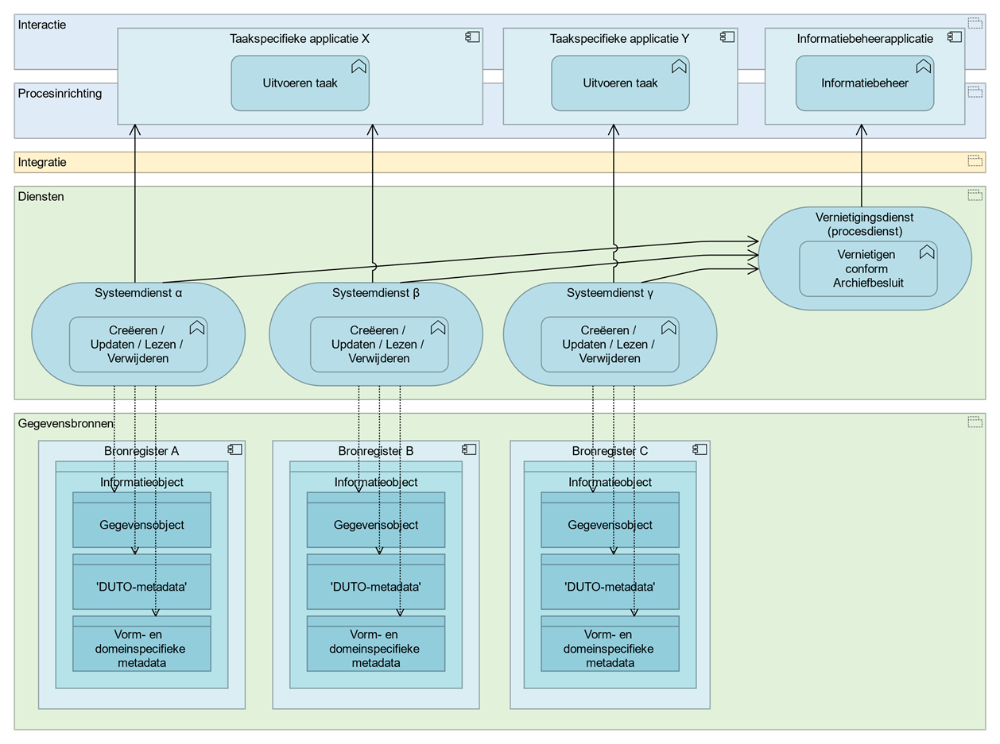 Interactie
Taakspecifieke applicatie X
Taakspecifieke applicatie Y
Informatiebeheerapplicatie
Uitvoeren taak
Uitvoeren taak
Informatiebeheer
Procesinrichting
Integratie
Diensten
Vernietigingsdienst
(procesdienst)
Vernietigen
conform
Archiefbesluit
Systeemdienst α
Creëeren /
Updaten / Lezen /
Verwijderen
Systeemdienst β
Creëeren /
Updaten / Lezen /
Verwijderen
Systeemdienst γ
Creëeren /
Updaten / Lezen /
Verwijderen
Gegevensbronnen
Bronregister A
Informatieobject
Gegevensobject
'DUTO-metadata'
Vorm- en
domeinspecifieke
metadata
Bronregister B
Informatieobject
Gegevensobject
'DUTO-metadata'
Vorm- en
domeinspecifieke
metadata
Bronregister C
Informatieobject
Gegevensobject
'DUTO-metadata'
Vorm- en
domeinspecifieke
metadata